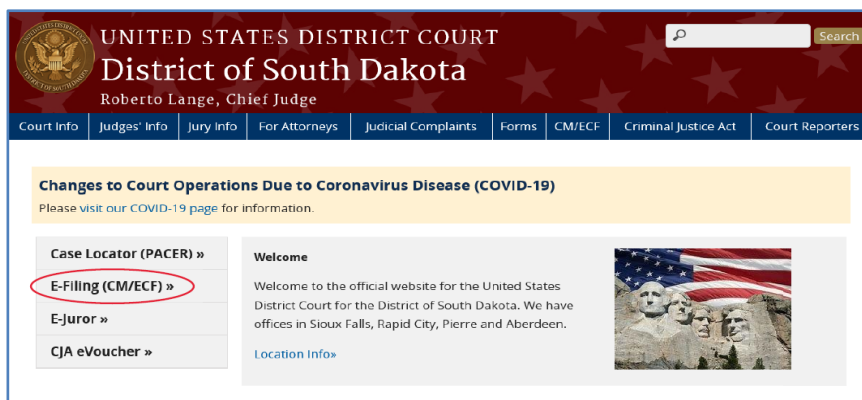 UNITED STATES DISTRICT COURT
District of South Dakota
Roberto Lange, Chief Judge
Search
Court Info Judges' Info Jury Info For Attorneys Judicial Complaints Forms CM/ECF Criminal Justice Act Court Reporters
Changes to Court Operations Due to Coronavirus Disease (COVID-19)
Please visit our COVID-19 page for information.
Case Locator (PACER) »
E-Filing (CM/ECF) »
E-Juror »
CJA eVoucher »
Welcome
Welcome to the official website for the United States
District Court for the District of South Dakota. We have
offices in Sioux Falls, Rapid City, Pierre and Aberdeen.
Location Info»